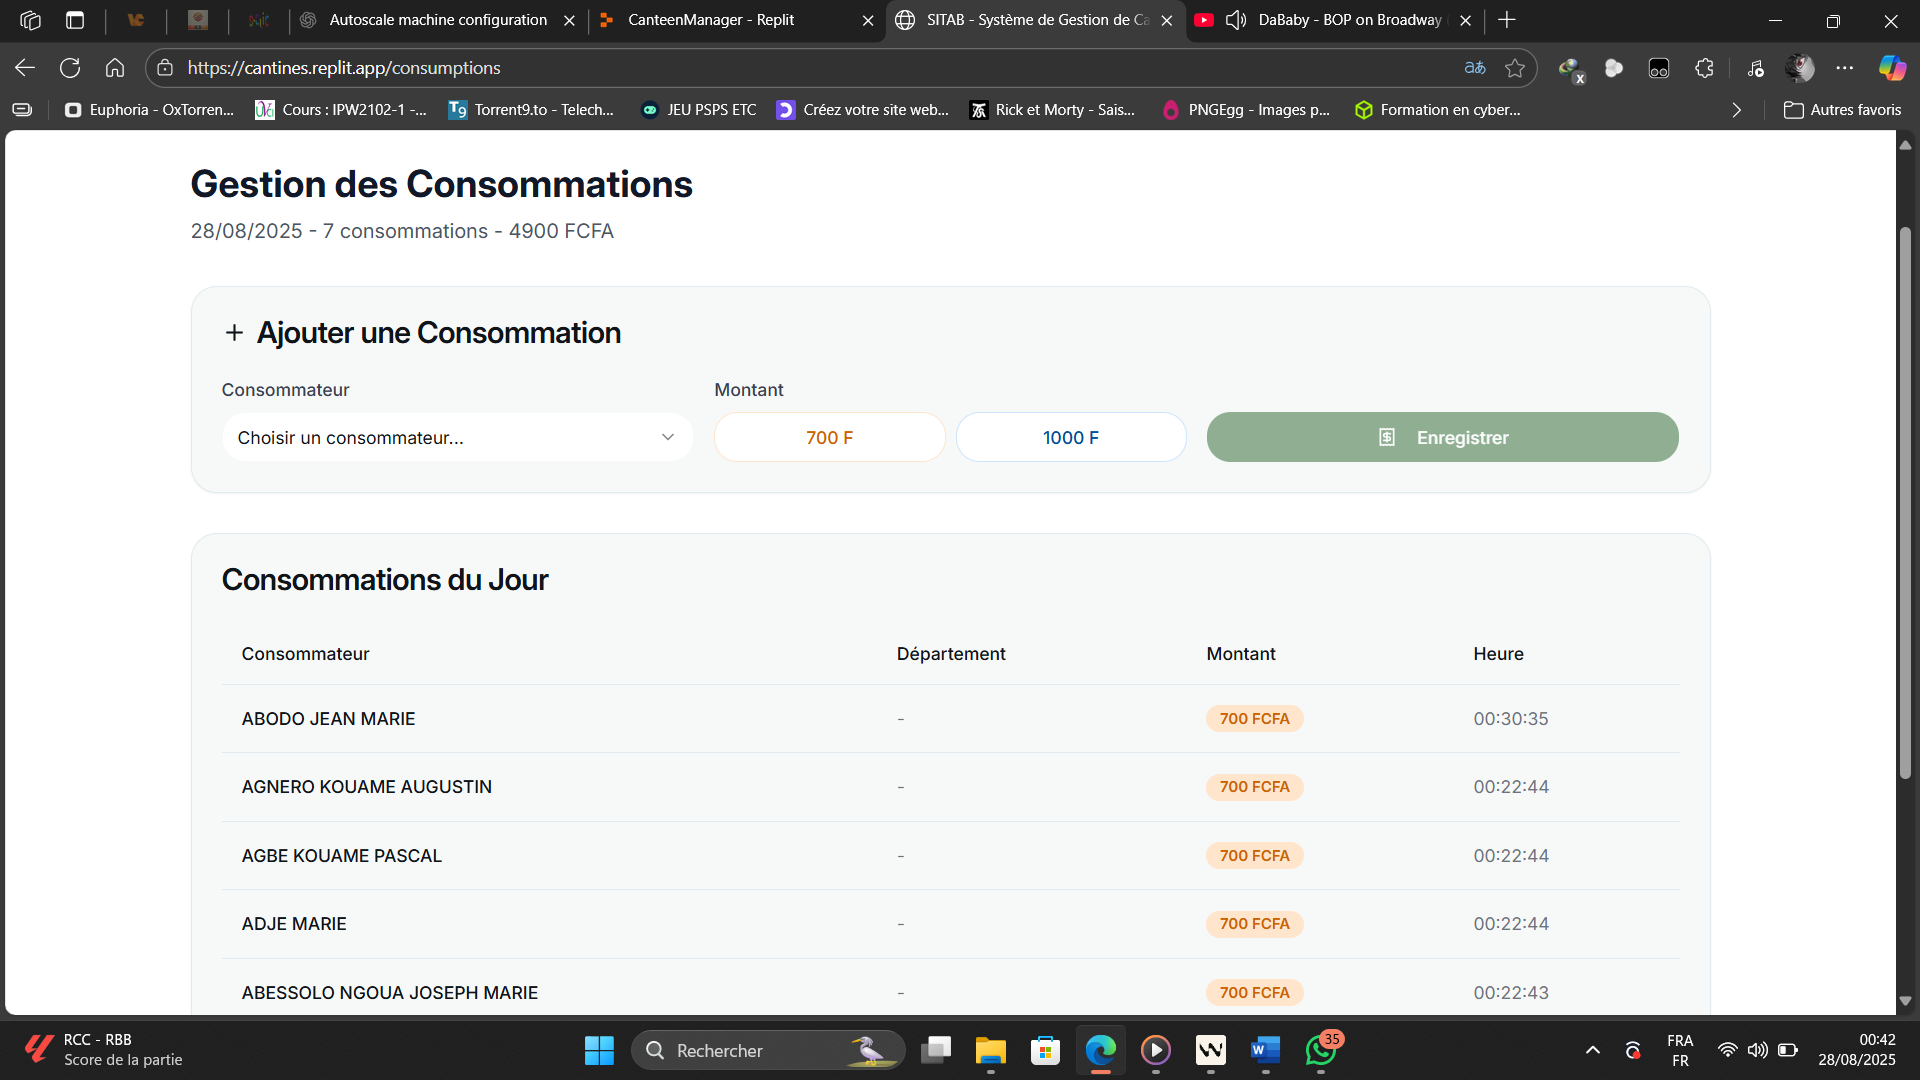 Autoscale machine configuration
CanteenManager - Replit
SITAB - Système de Gestion de Ca
DaBaby - BOP on Broadway
https://cantines.replit.app/consumptions
Euphoria - OxTorren...
Cours : IPW2102-1 -...
Torrent9.to - Telech...
JEU PSPS ETC
Créez votre site web...
Rick et Morty - Sais...
PNGEgg - Images p...
Formation en cyber...
Autres favoris
Gestion des Consommations
28/08/2025 - 7 consommations - 4900 FCFA
+ Ajouter une Consommation
Consommateur
Montant
Choisir un consommateur...
700 F
1000 F
Enregistrer
Consommations du Jour
Consommateur Département Montant Heure
ABODO JEAN MARIE - 700 FCFA 00:30:35
AGNERO KOUAME AUGUSTIN - 700 FCFA 00:22:44
AGBE KOUAME PASCAL - 700 FCFA 00:22:44
ADJE MARIE - 700 FCFA 00:22:44
ABESSOLO NGOUA JOSEPH MARIE - 700 FCFA 00:22:43
RCC - RBB
Score de la partie
Rechercher
35
FRA
FR
00:42
28/08/2025